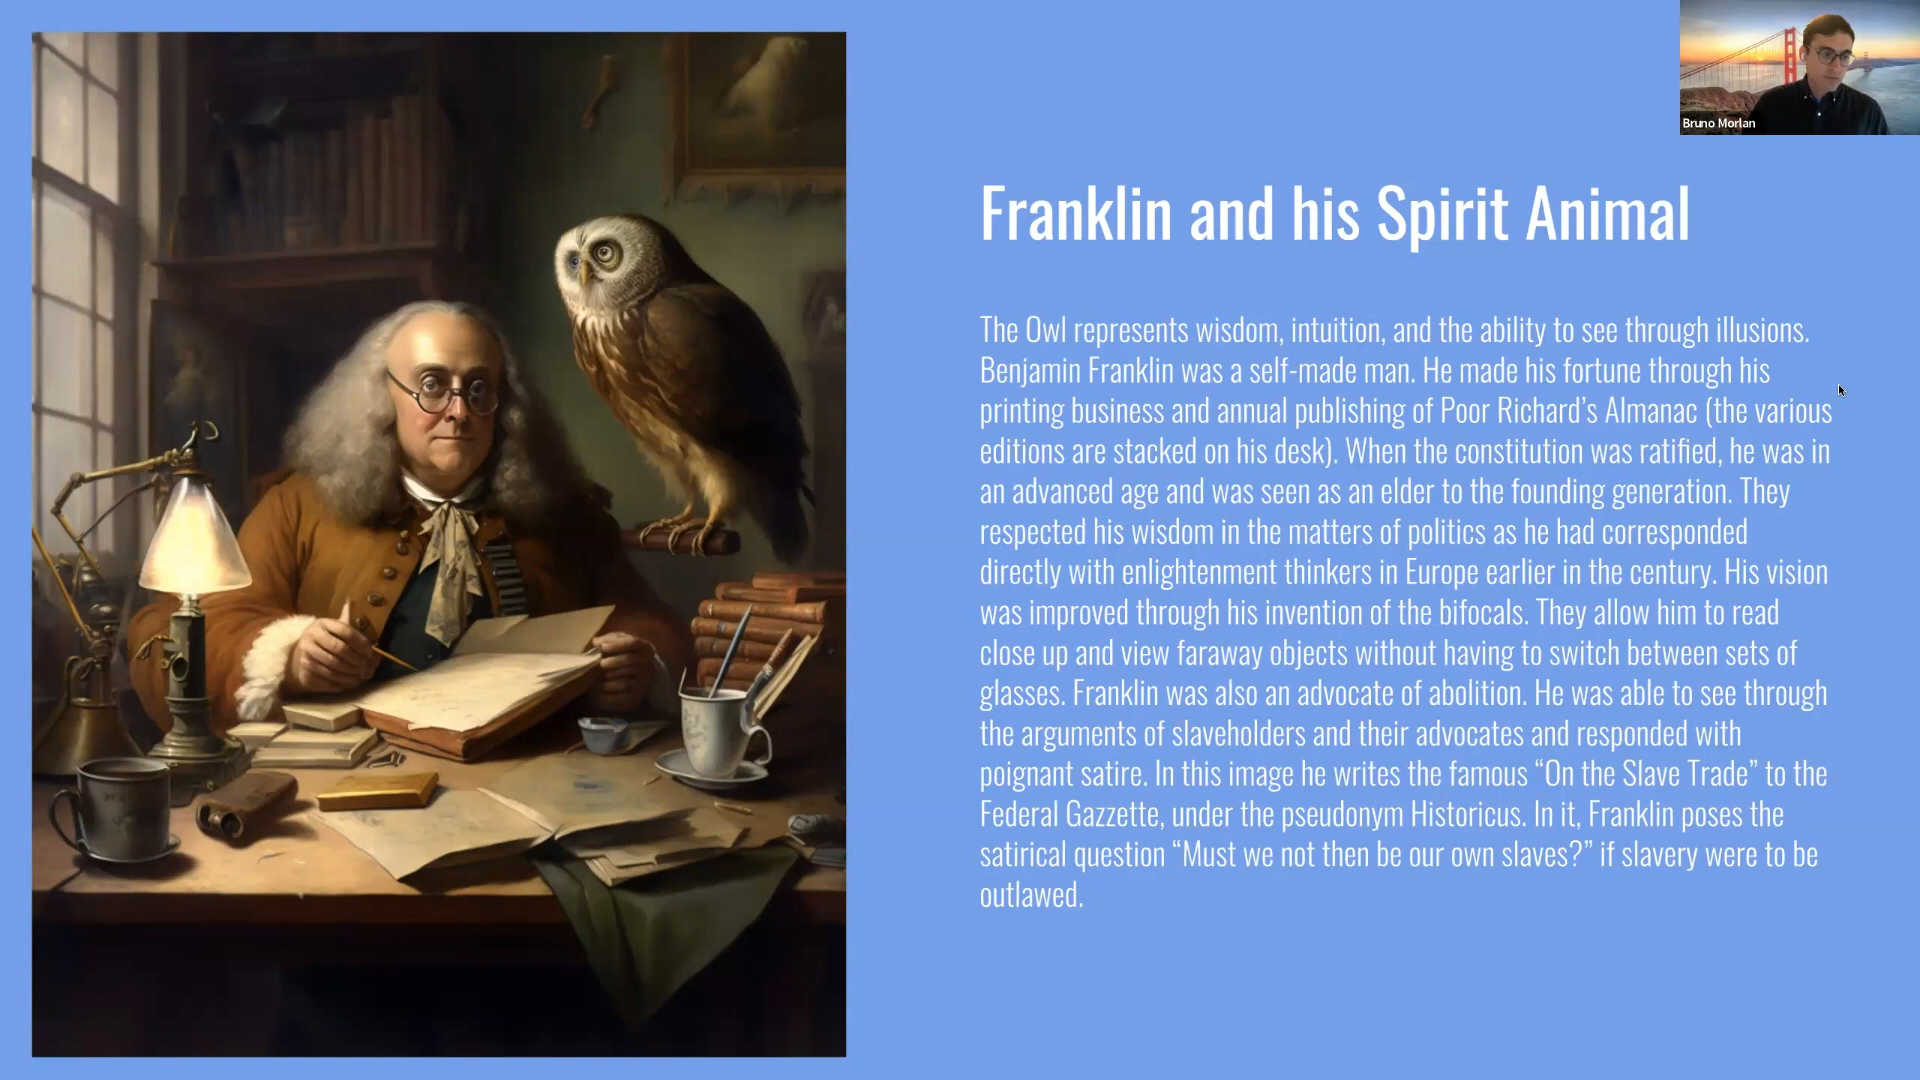 Bruno Morlan
Franklin and his Spirit Animal
The Owl represents wisdom, intuition, and the ability to see through illusions.
Benjamin Franklin was a self-made man. He made his fortune through his
printing business and annual publishing of Poor Richard’s Almanac (the various
editions are stacked on his desk). When the constitution was ratified, he was in
an advanced age and was seen as an elder to the founding generation. They
respected his wisdom in the matters of politics as he had corresponded
directly with enlightenment thinkers in Europe earlier in the century. His vision
was improved through his invention of the bifocals. They allow him to read
close up and view faraway objects without having to switch between sets of
glasses. Franklin was also an advocate of abolition. He was able to see through
the arguments of slaveholders and their advocates and responded with
poignant satire. In this image he writes the famous “On the Slave Trade” to the
Federal Gazzette, under the pseudonym Historicus. In it, Franklin poses the
satirical question “Must we not then be our own slaves?” if slavery were to be
outlawed.